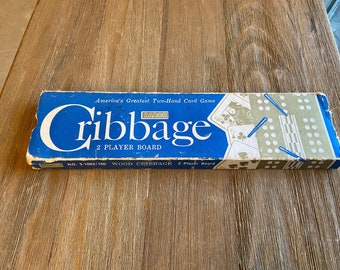 America's Greatest Two-Hand Card Game
Cribbage
2 PLAYER BOARD
WOOD CRIBBAGE 2 Player Board